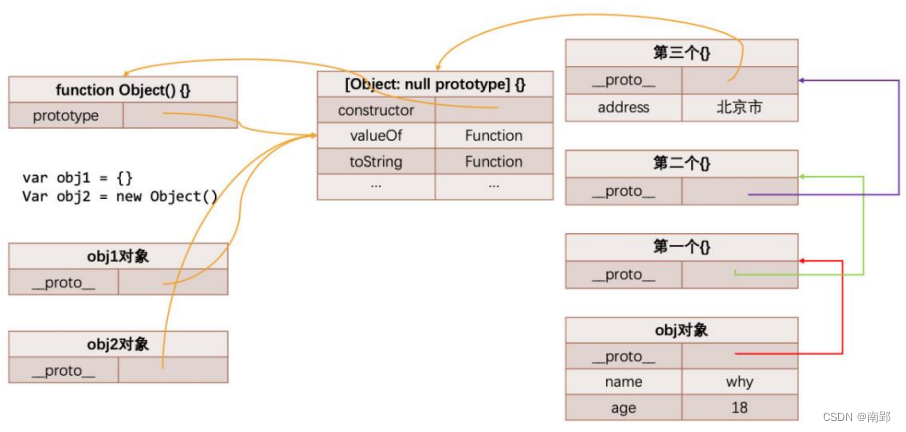 function Object() {}
prototype
var obj1 = {}
Var obj2 = new Object()
obj1对象
__proto__
obj2对象
__proto__
[Object: null prototype] {}
constructor
valueOf Function
toString Function
... ...
第三个{}
__proto__
address 北京市
第二个{}
__proto__
第一个{}
__proto__
obj对象
__proto__
name why
age 18
CSDN @南郢